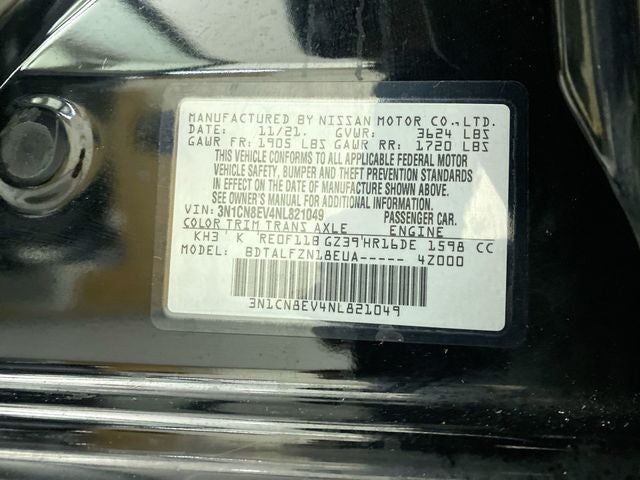 MANUFACTURED BY NISSAN MOTOR CO.,LTD.
DATE: 11/21. GVWR: 3624 LBS
GAWR FR: 1905 LBS GAWR RR: 1720 LBS
THIS VEHICLE CONFORMS TO ALL APPLICABLE FEDERAL MOTOR
VEHICLE SAFETY, BUMPER AND THEFT PREVENTION STANDARDS
IN EFFECT ON THE DATE OF MANUFACTURE SHOWN ABOVE.
SEE OWNER'S MANUAL FOR ADDITIONAL INFORMATION.
VIN: 3N1CN8EV4NL821049 PASSENGER CAR.
COLOR TRIM TRANS AXLE ENGINE
KH3 K RE0F11B GZ39 HR16DE 1598 CC
MODEL: BDTALFZN18EUA----- 4Z000
3N1CN8EV4NL821049